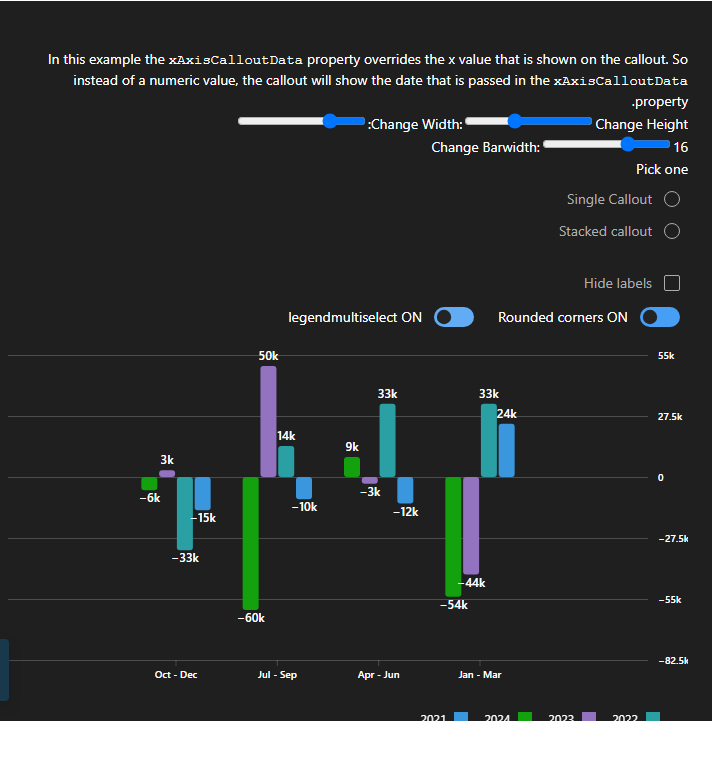 In this example the xAxisCalloutData property overrides the x value that is shown on the callout. So
instead of a numeric value, the callout will show the date that is passed in the xAxisCalloutData
.property
:Change Width: Change Height
Change Barwidth: 16
Pick one
Single Callout
Stacked callout
Hide labels
legendmultiselect ON Rounded corners ON
50k 55k
33k 33k
24k 27.5k
14k
9k
3k
0
−6k −3k
−10k
−15k −12k
−33k −27.5k
−44k
−54k −55k
−60k
−82.5k
Oct - Dec Jul - Sep Apr - Jun Jan - Mar
2021 2024 2023 2022